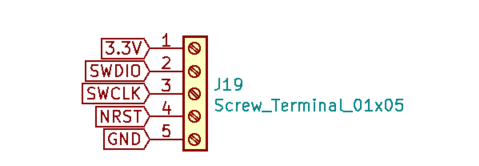 3.3V 1
SWDIO 2
SWCLK 3
NRST 4
GND 5
J19
Screw_Terminal_01x05